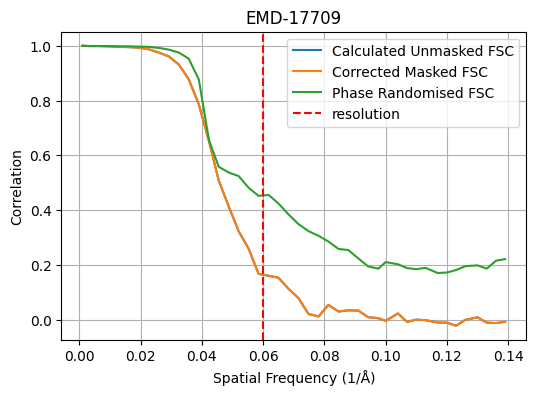 EMD-17709
1.0
0.8
0.6
0.4
0.2
0.0
Correlation
Calculated Unmasked FSC
Corrected Masked FSC
Phase Randomised FSC
resolution
0.00 0.02 0.04 0.06 0.08 0.10 0.12 0.14
Spatial Frequency (1/Å)